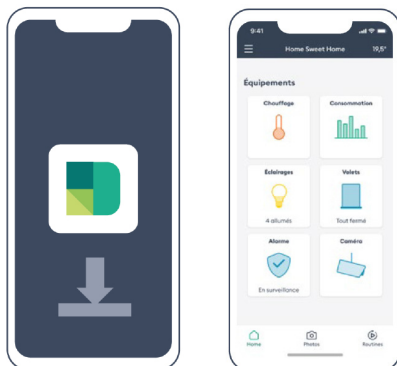 9:41
Home Sweet Home 19,5°
Équipements
Chauffage Consommation
Éclairages Volets
4 allumés Tout fermé
Alarme Caméra
En surveillance
Home Photos Routines